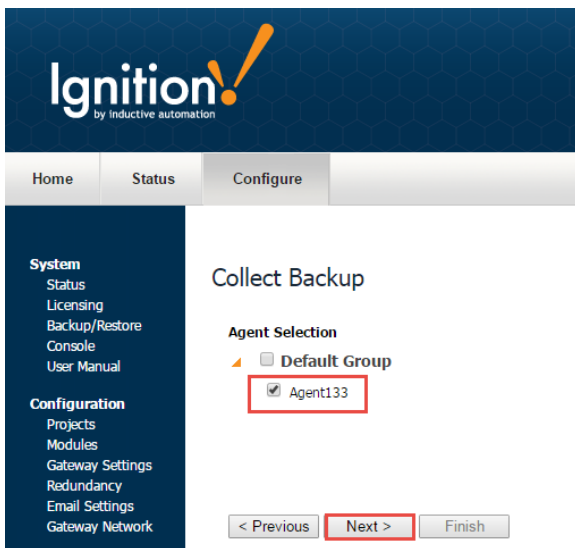 Ignition!
by inductive automation
Home Status Configure
System
Status
Licensing
Backup/Restore
Console
User Manual
Configuration
Projects
Modules
Gateway Settings
Redundancy
Email Settings
Gateway Network
Collect Backup
Agent Selection
Default Group
Agent133
< Previous Next > Finish